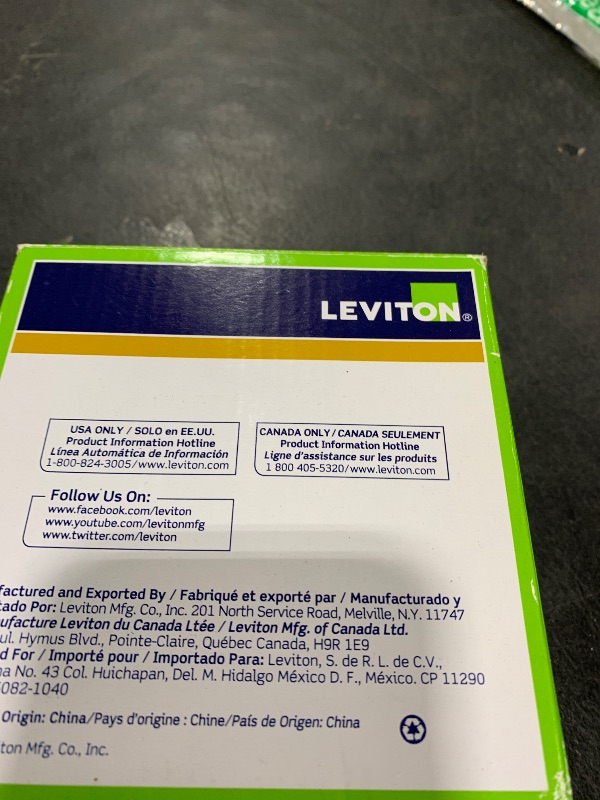 LEVITON®
USA ONLY / SOLO en EE.UU.
Product Information Hotline
Línea Automática de Información
1-800-824-3005/www.leviton.com
CANADA ONLY / CANADA SEULEMENT
Product Information Hotline
Ligne d'assistance sur les produits
1 800 405-5320/www.leviton.com
Follow Us On:
www.facebook.com/leviton
www.youtube.com/levitonmfg
www.twitter.com/leviton
factured and Exported By / Fabriqué et exporté par / Manufacturado y
tado Por: Leviton Mfg. Co., Inc. 201 North Service Road, Melville, N.Y. 11747
ufacture Leviton du Canada Ltée / Leviton Mfg. of Canada Ltd.
ul. Hymus Blvd., Pointe-Claire, Québec Canada, H9R 1E9
d For / Importé pour / Importado Para: Leviton, S. de R. L. de C.V.,
na No. 43 Col. Huichapan, Del. M. Hidalgo México D. F., México. CP 11290
082-1040
Origin: China/Pays d'origine : Chine/País de Origen: China
ton Mfg. Co., Inc.